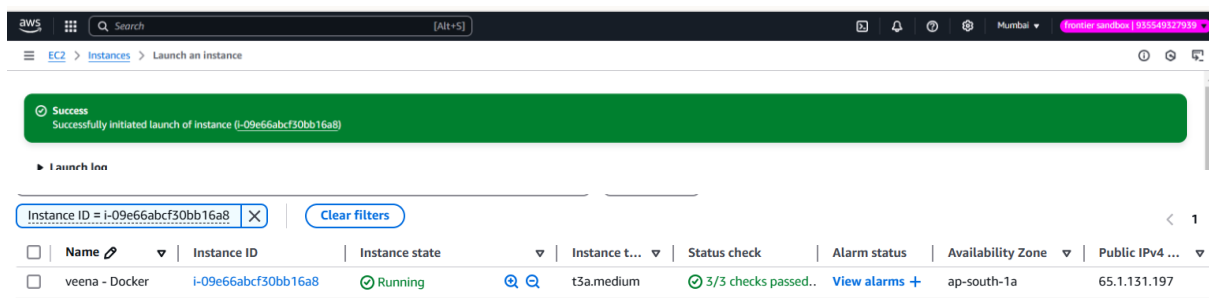 aws Search [Alt+S] Mumbai frontier sandbox | 935549327939
EC2 > Instances > Launch an instance
Success
Successfully initiated launch of instance (i-09e66abcf30bb16a8)
Launch log
Instance ID = i-09e66abcf30bb16a8 Clear filters 1
Name Instance ID Instance state Instance t... Status check Alarm status Availability Zone Public IPv4 ...
veena - Docker i-09e66abcf30bb16a8 Running t3a.medium 3/3 checks passed.. View alarms + ap-south-1a 65.1.131.197